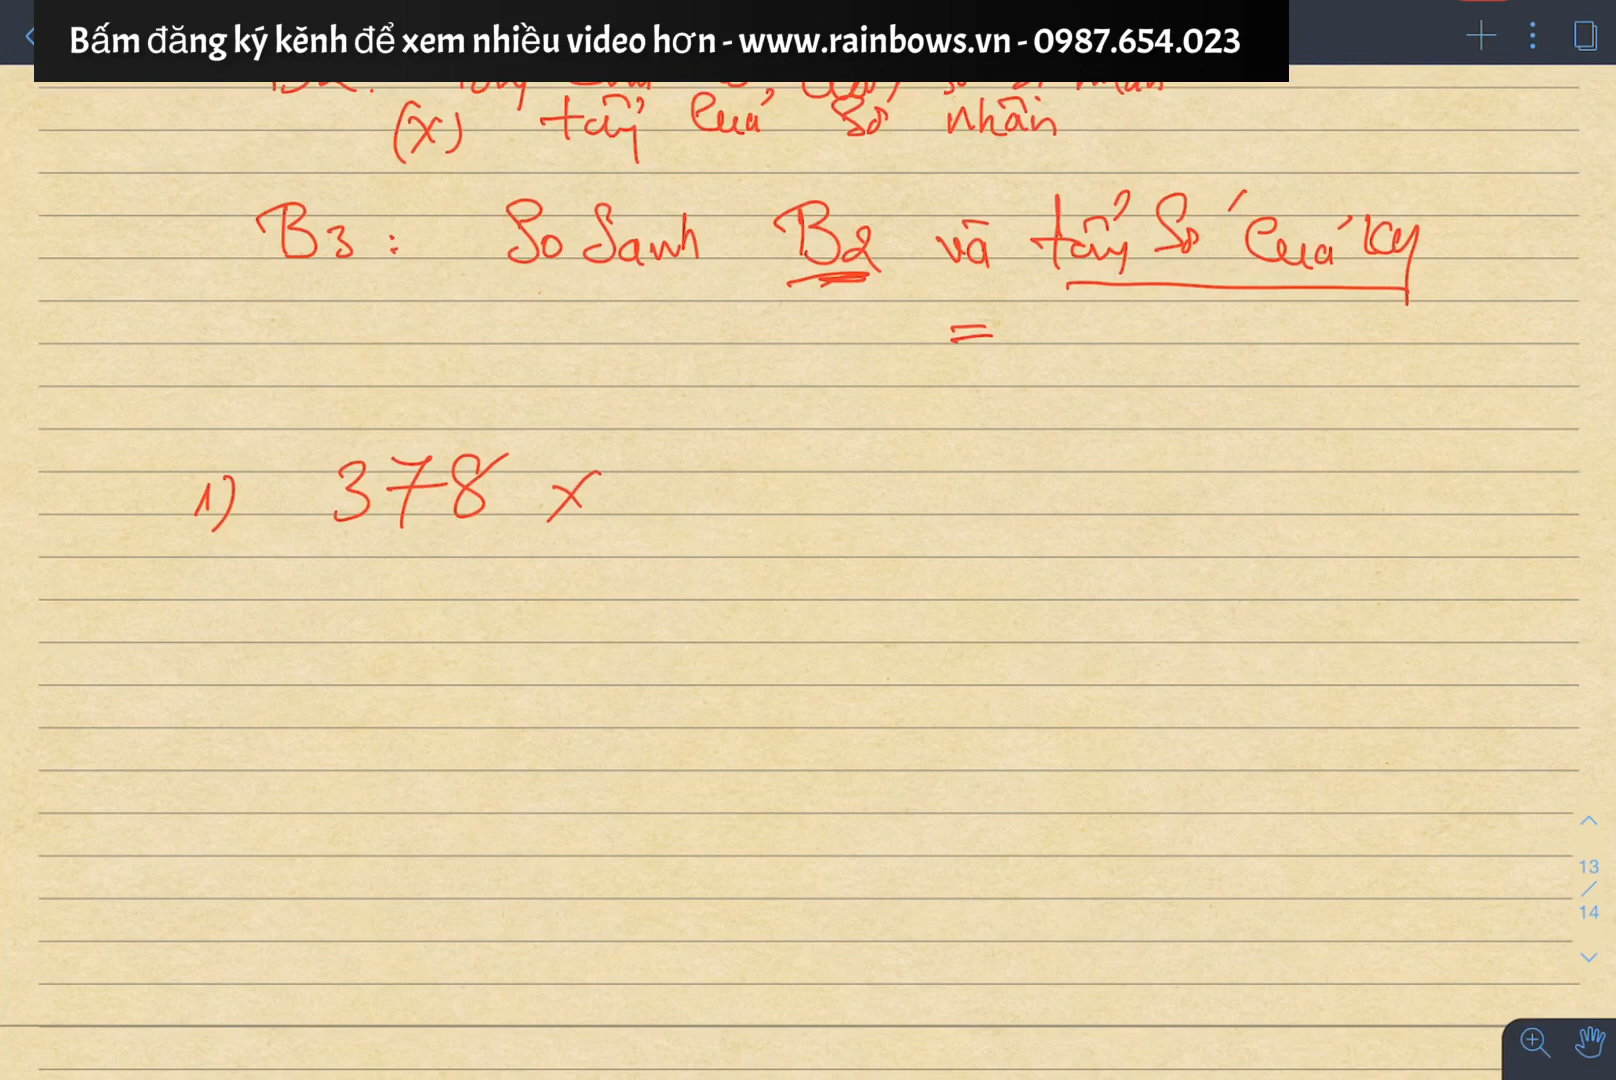 Bấm đăng ký kênh để xem nhiều video hơn - www.rainbows.vn - 0987.654.023
(x) tổng của số nhân
B3: So Sánh B2 và tổng Số của Ký
=
1) 378 x
13
/
14